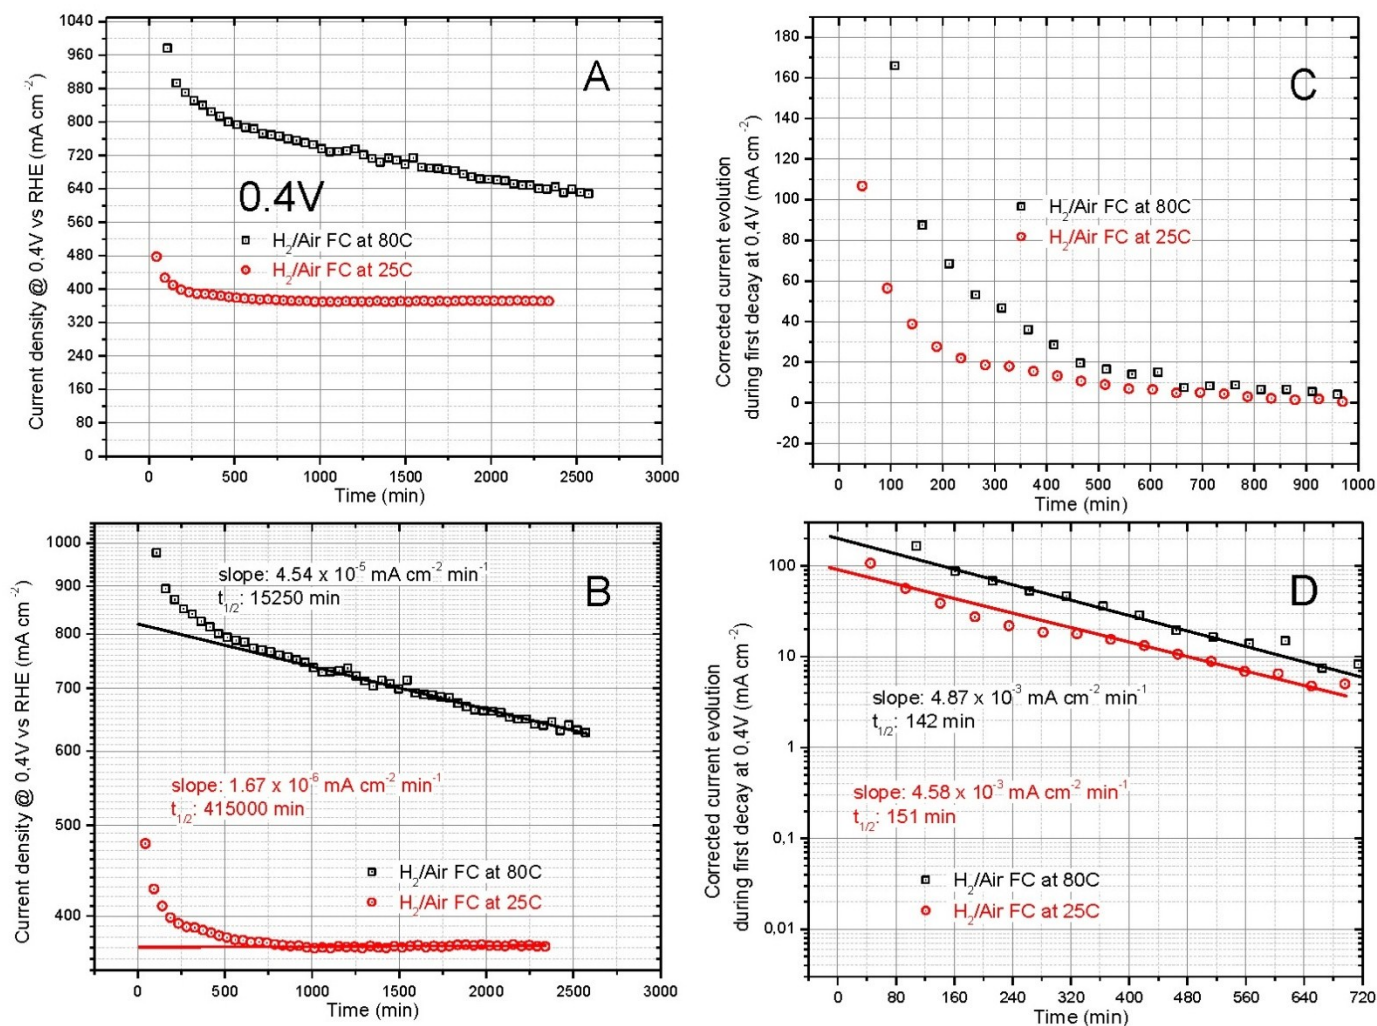 A
Current density @ 0,4V vs RHE (mA cm⁻²)
1040
960
880
800
720
640
560
480
400
320
240
160
80
0
0.4V
H₂/Air FC at 80C
H₂/Air FC at 25C
0 500 1000 1500 2000 2500 3000
Time (min)
C
Corrected current evolution
during first decay at 0,4V (mA cm⁻²)
180
160
140
120
100
80
60
40
20
0
-20
H₂/Air FC at 80C
H₂/Air FC at 25C
0 100 200 300 400 500 600 700 800 900 1000
Time (min)
B
Current density @ 0,4V vs RHE (mA cm⁻²)
1000
900
800
700
600
500
400
slope: 4.54 x 10⁻⁵ mA cm⁻² min⁻¹
t₁/₂: 15250 min
slope: 1.67 x 10⁻⁶ mA cm⁻² min⁻¹
t₁/₂: 415000 min
H₂/Air FC at 80C
H₂/Air FC at 25C
0 500 1000 1500 2000 2500 3000
Time (min)
D
Corrected current evolution
during first decay at 0,4V (mA cm⁻²)
100
10
1
0,1
0,01
slope: 4.87 x 10⁻³ mA cm⁻² min⁻¹
t₁/₂: 142 min
slope: 4.58 x 10⁻³ mA cm⁻² min⁻¹
t₁/₂: 151 min
H₂/Air FC at 80C
H₂/Air FC at 25C
0 80 160 240 320 400 480 560 640 720
Time (min)